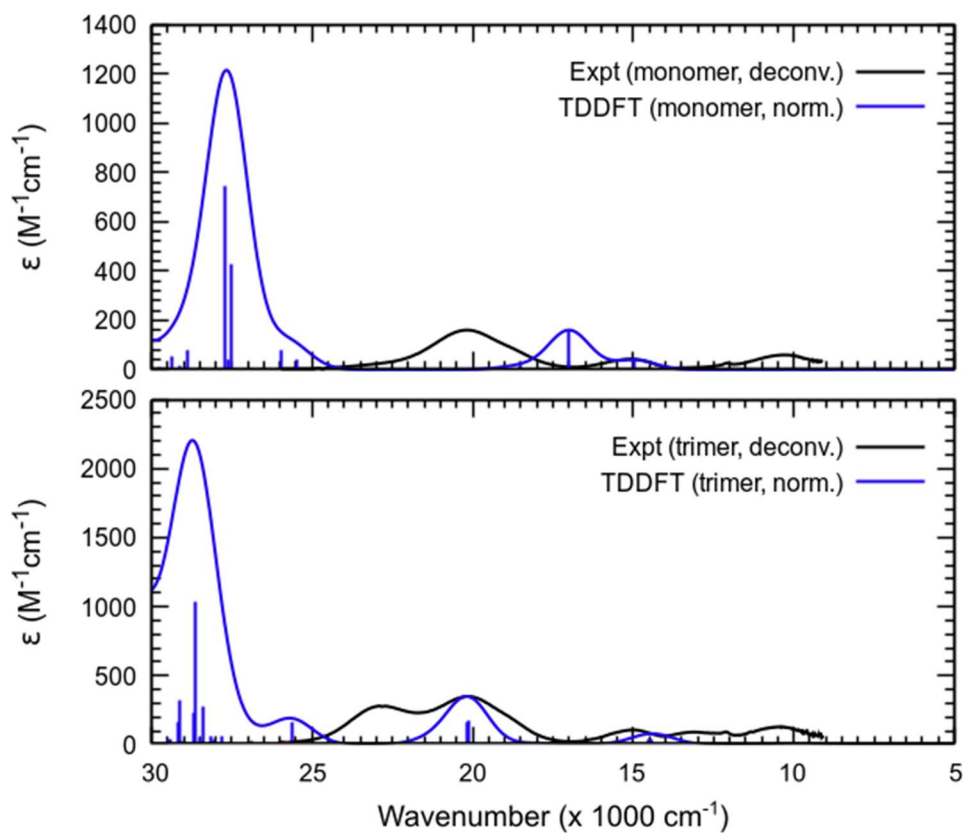 1400
1200
1000
800
600
400
200
0
ε (M⁻¹cm⁻¹)
Expt (monomer, deconv.)
TDDFT (monomer, norm.)
2500
2000
1500
1000
500
0
ε (M⁻¹cm⁻¹)
Expt (trimer, deconv.)
TDDFT (trimer, norm.)
30 25 20 15 10 5
Wavenumber (x 1000 cm⁻¹)